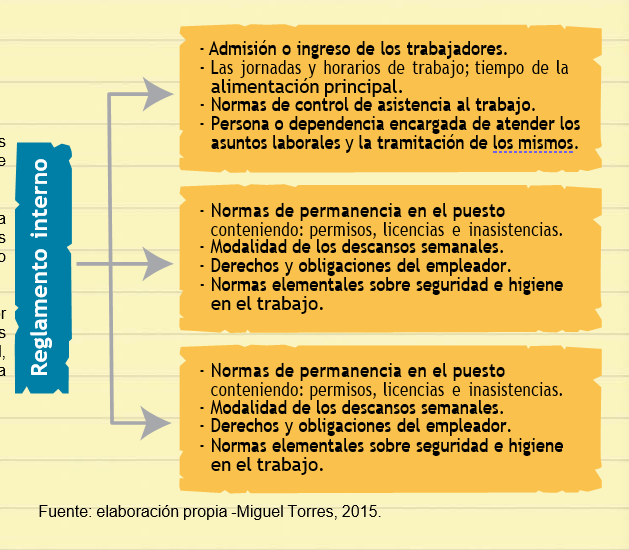 Reglamento interno
- Admisión o ingreso de los trabajadores.
- Las jornadas y horarios de trabajo; tiempo de la
alimentación principal.
- Normas de control de asistencia al trabajo.
- Persona o dependencia encargada de atender los
asuntos laborales y la tramitación de los mismos.
- Normas de permanencia en el puesto
conteniendo: permisos, licencias e inasistencias.
- Modalidad de los descansos semanales.
- Derechos y obligaciones del empleador.
- Normas elementales sobre seguridad e higiene
en el trabajo.
- Normas de permanencia en el puesto
conteniendo: permisos, licencias e inasistencias.
- Modalidad de los descansos semanales.
- Derechos y obligaciones del empleador.
- Normas elementales sobre seguridad e higiene
en el trabajo.
Fuente: elaboración propia -Miguel Torres, 2015.